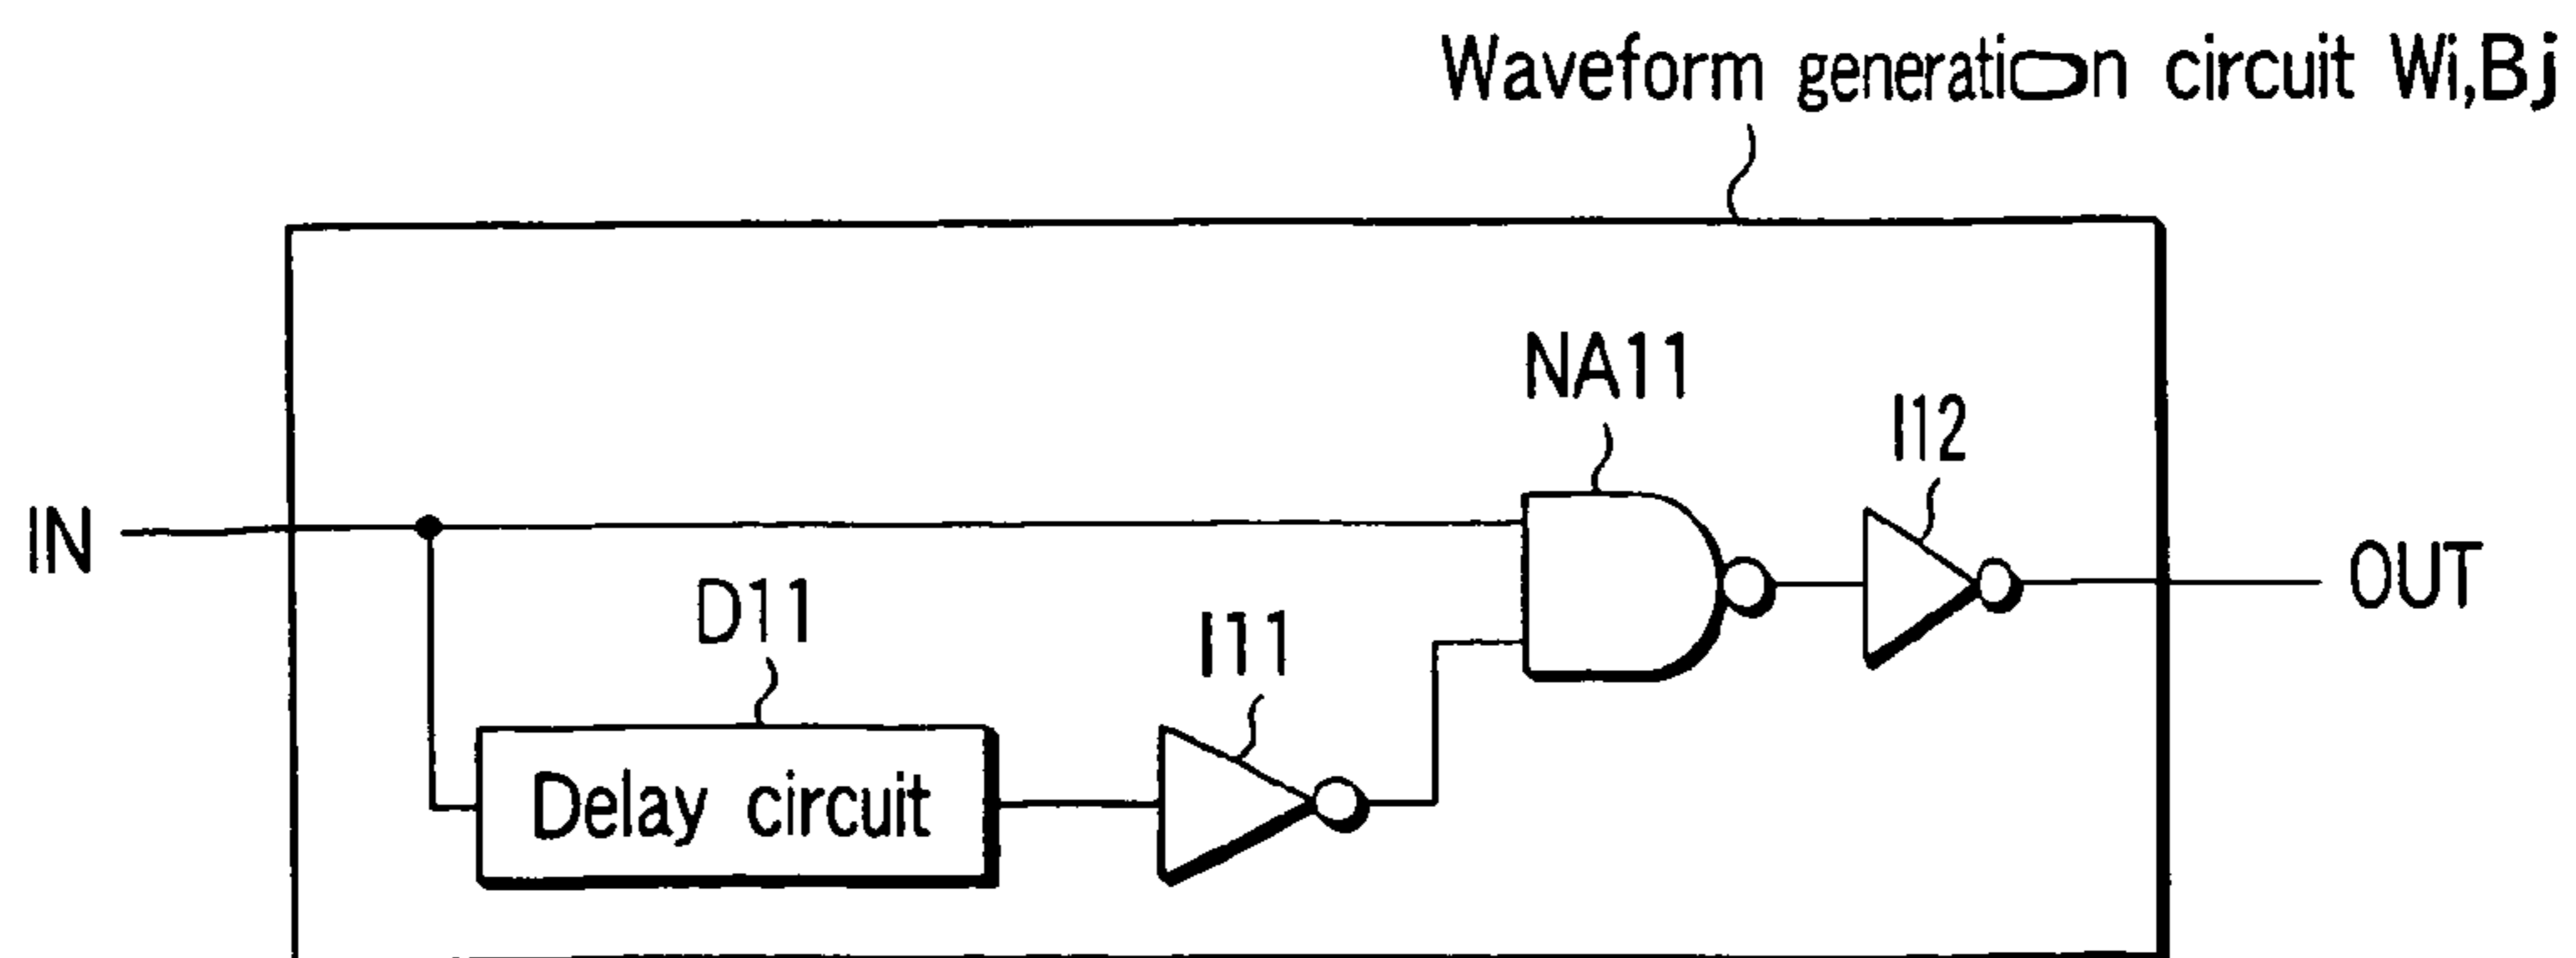 Waveform generation circuit Wi,Bj
NA11
I12
IN
D11
I11
OUT
Delay circuit